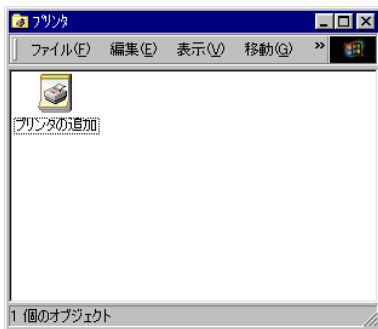 プリンタ
ファイル(F) 編集(E) 表示(V) 移動(G) »
プリンタの追加
1 個のオブジェクト